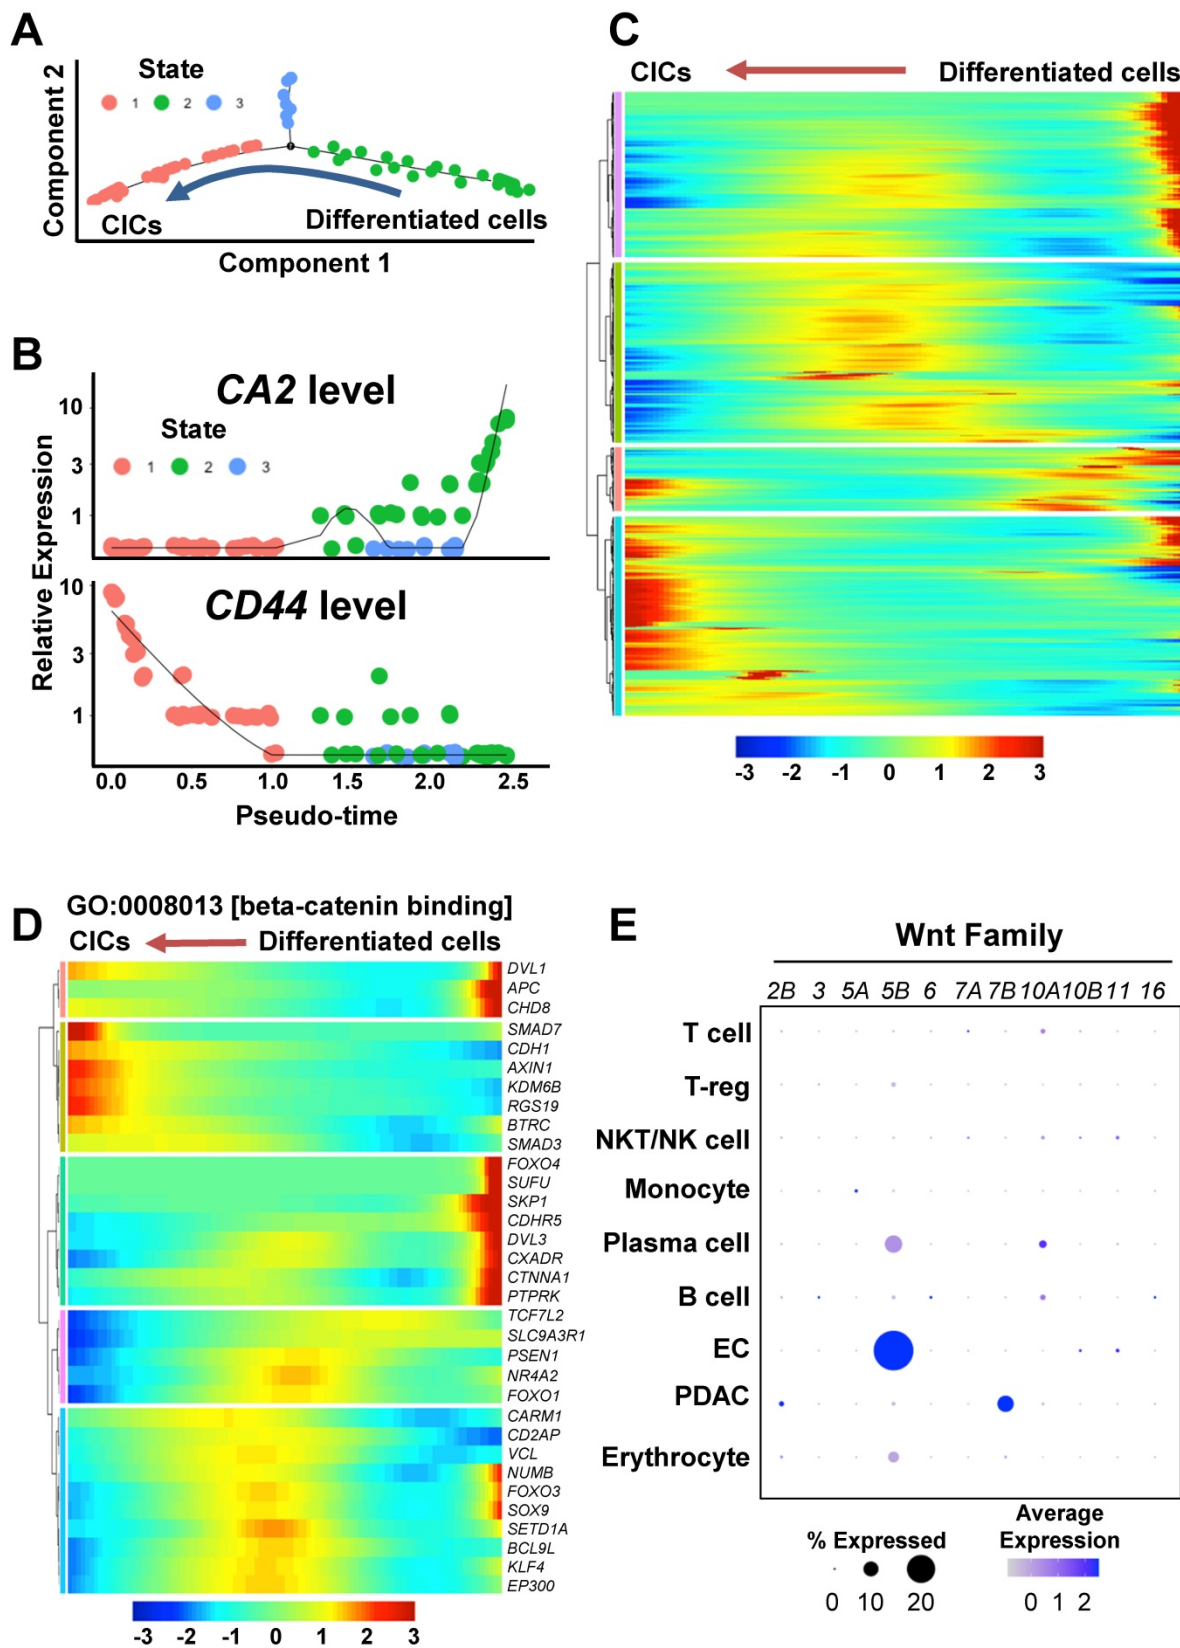 A
State
1 2 3
Component 2
CICs
Differentiated cells
Component 1
B
CA2 level
State
1 2 3
10
3
1
Relative Expression
CD44 level
10
3
1
0.0 0.5 1.0 1.5 2.0 2.5
Pseudo-time
C
CICs Differentiated cells
-3 -2 -1 0 1 2 3
D
GO:0008013 [beta-catenin binding]
CICs Differentiated cells
DVL1
APC
CHD8
SMAD7
CDH1
AXIN1
KDM6B
RGS19
BTRC
SMAD3
FOXO4
SUFU
SKP1
CDHR5
DVL3
CXADR
CTNNA1
PTPRK
TCF7L2
SLC9A3R1
PSEN1
NR4A2
FOXO1
CARM1
CD2AP
VCL
NUMB
FOXO3
SOX9
SETD1A
BCL9L
KLF4
EP300
-3 -2 -1 0 1 2 3
E
Wnt Family
2B 3 5A 5B 6 7A 7B 10A 10B 11 16
T cell
T-reg
NKT/NK cell
Monocyte
Plasma cell
B cell
EC
PDAC
Erythrocyte
% Expressed
0 10 20
Average
Expression
0 1 2